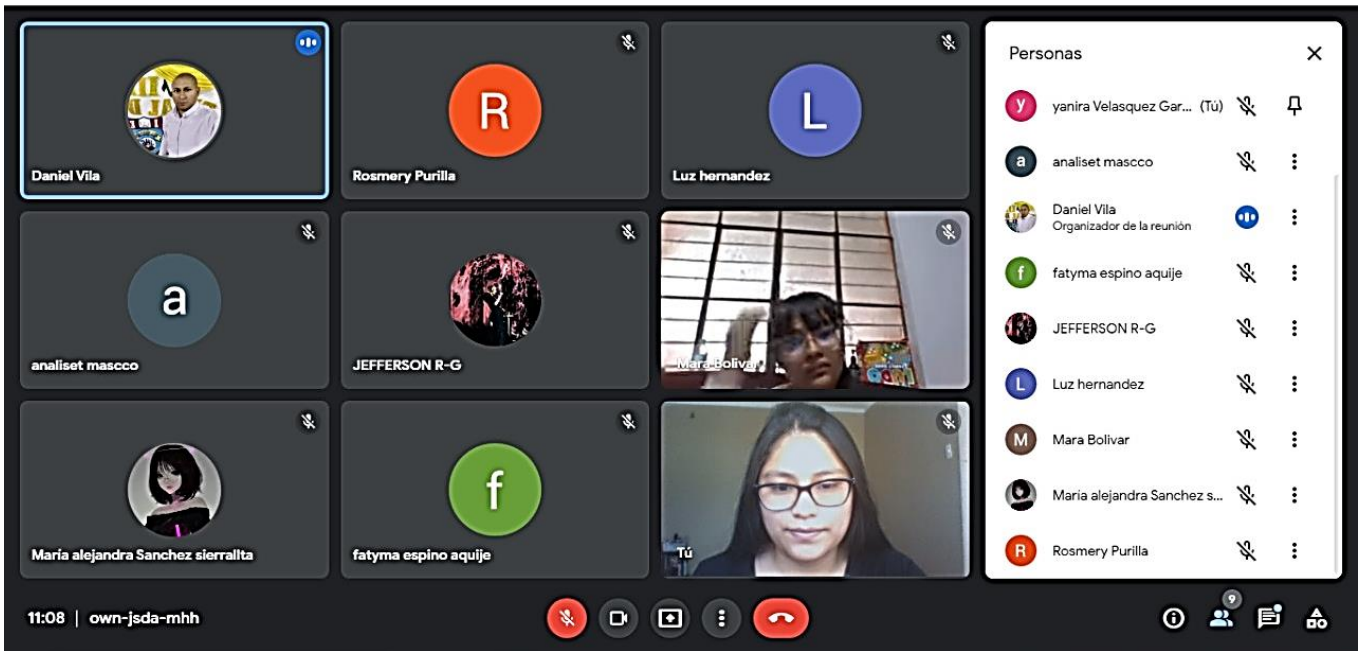 Daniel Vila
R
Rosmery Purilla
L
Luz hernandez
a
analiset mascco
JEFFERSON R-G
Mara Bolivar
María alejandra Sanchez sierralta
f
fatyma espino aquije
Tú
Personas
y
yanira Velasquez Gar... (Tú)
a
analiset mascco
Daniel Vila
Organizador de la reunión
f
fatyma espino aquije
JEFFERSON R-G
L
Luz hernandez
M
Mara Bolivar
María alejandra Sanchez s...
R
Rosmery Purilla
11:08 | own-jsda-mhh
9